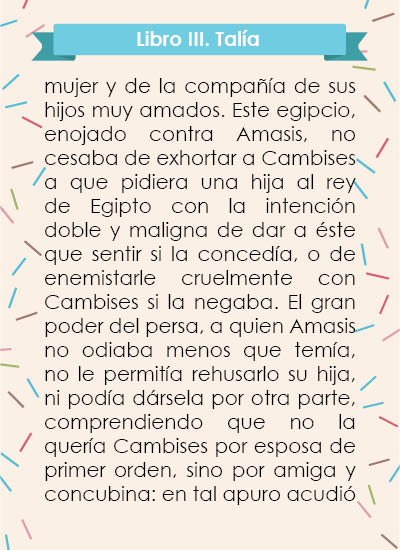 Libro III. Talía
mujer y de la compañía de sus
hijos muy amados. Este egipcio,
enojado contra Amasis, no
cesaba de exhortar a Cambises
a que pidiera una hija al rey
de Egipto con la intención
doble y maligna de dar a éste
que sentir si la concedía, o de
enemistarle cruelmente con
Cambises si la negaba. El gran
poder del persa, a quien Amasis
no odiaba menos que temía,
no le permitía rehusarlo su hija,
ni podía dársela por otra parte,
comprendiendo que no la
quería Cambises por esposa de
primer orden, sino por amiga y
concubina: en tal apuro acudió